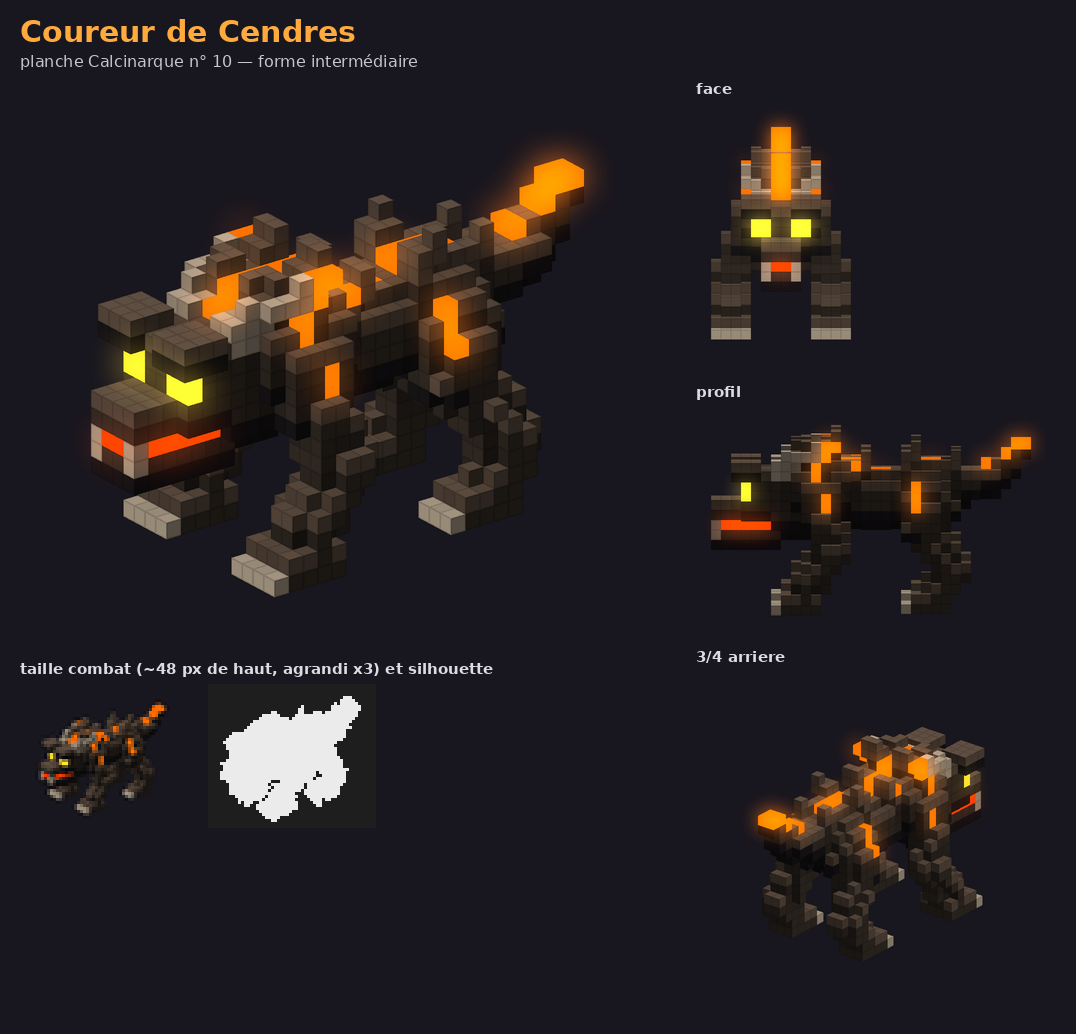 Coureur de Cendres
planche Calcinarque n° 10 — forme intermédiaire
face
profil
taille combat (~48 px de haut, agrandi x3) et silhouette
3/4 arriere